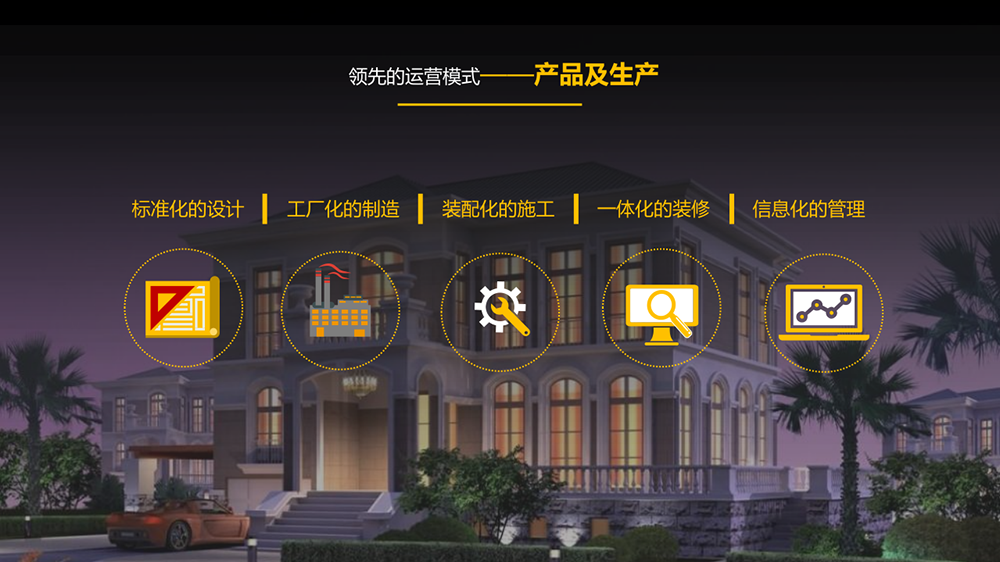 领先的运营模式——产品及生产
标准化的设计 | 工厂化的制造 | 装配化的施工 | 一体化的装修 | 信息化的管理